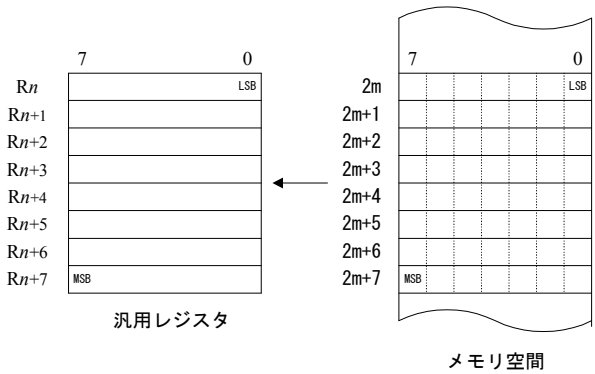 7 0
Rn LSB
Rn+1
Rn+2
Rn+3
Rn+4
Rn+5
Rn+6
Rn+7 MSB
汎用レジスタ
7 0
2m LSB
2m+1
2m+2
2m+3
2m+4
2m+5
2m+6
2m+7 MSB
メモリ空間